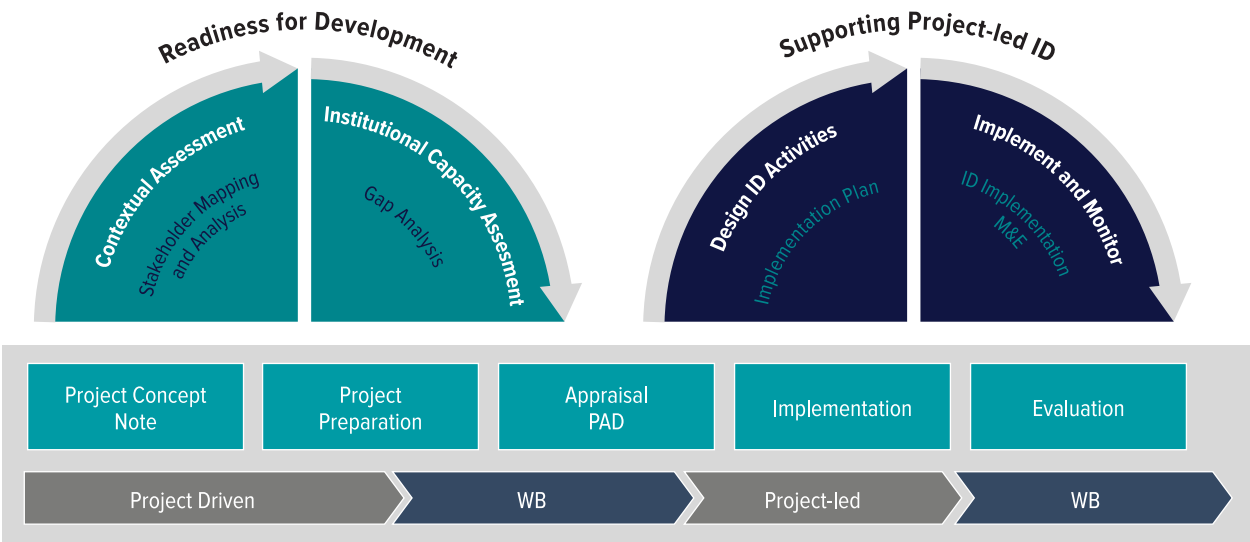 Readiness for Development
Supporting Project-led ID
Contextual Assessment
Stakeholder Mapping
and Analysis
Institutional Capacity Assesment
Gap Analysis
Design ID Activities
Implementation Plan
Implement and Monitor
ID Implementation
M&E
Project Concept
Note
Project
Preparation
Appraisal
PAD
Implementation
Evaluation
Project Driven
WB
Project-led
WB